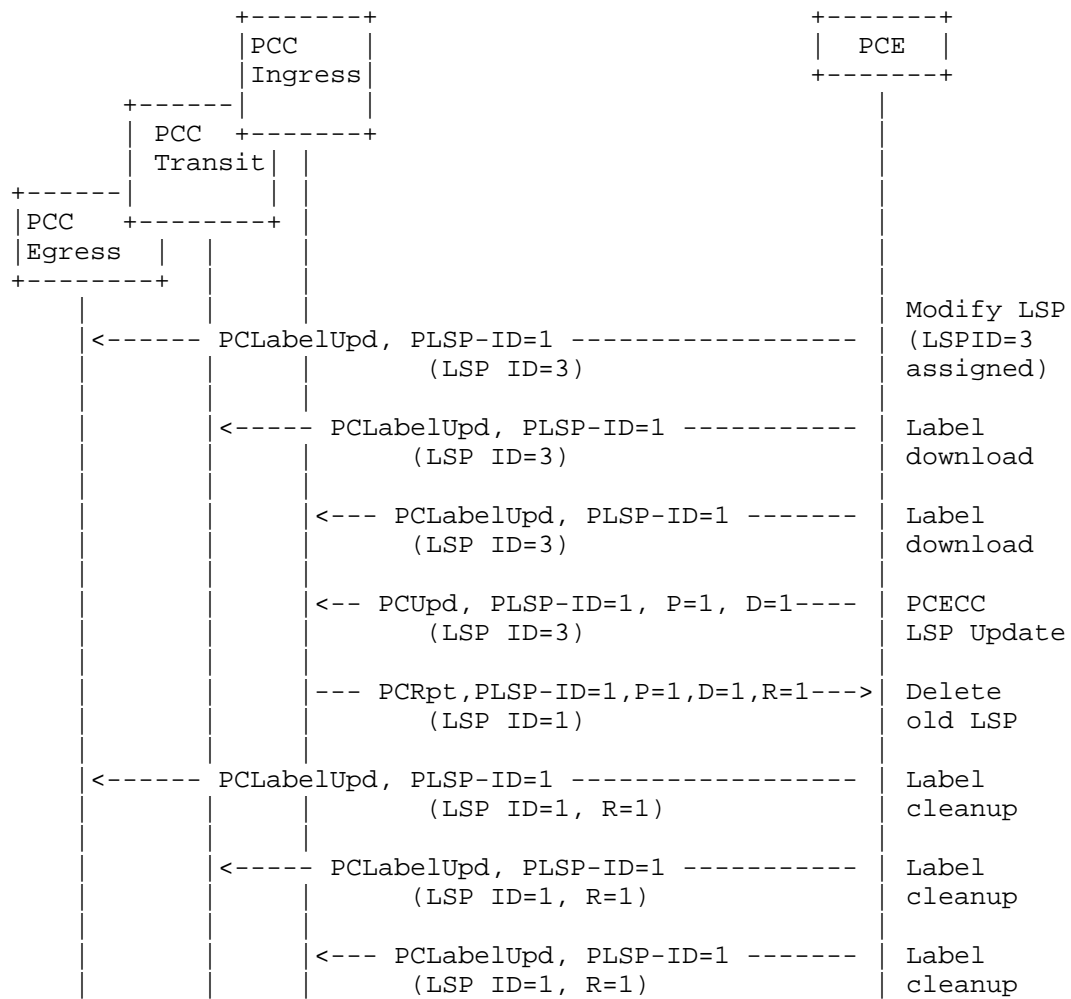 PCC PCE
Ingress
PCC
Transit
PCC
Egress
Modify LSP
<------ PCLabelUpd, PLSP-ID=1 ------------------ (LSPID=3
(LSP ID=3) assigned)
<----- PCLabelUpd, PLSP-ID=1 ----------- Label
(LSP ID=3) download
<--- PCLabelUpd, PLSP-ID=1 ------- Label
(LSP ID=3) download
<-- PCUpd, PLSP-ID=1, P=1, D=1---- PCECC
(LSP ID=3) LSP Update
--- PCRpt,PLSP-ID=1,P=1,D=1,R=1---> Delete
(LSP ID=1) old LSP
<------ PCLabelUpd, PLSP-ID=1 ------------------ Label
(LSP ID=1, R=1) cleanup
<----- PCLabelUpd, PLSP-ID=1 ----------- Label
(LSP ID=1, R=1) cleanup
<--- PCLabelUpd, PLSP-ID=1 ------- Label
(LSP ID=1, R=1) cleanup